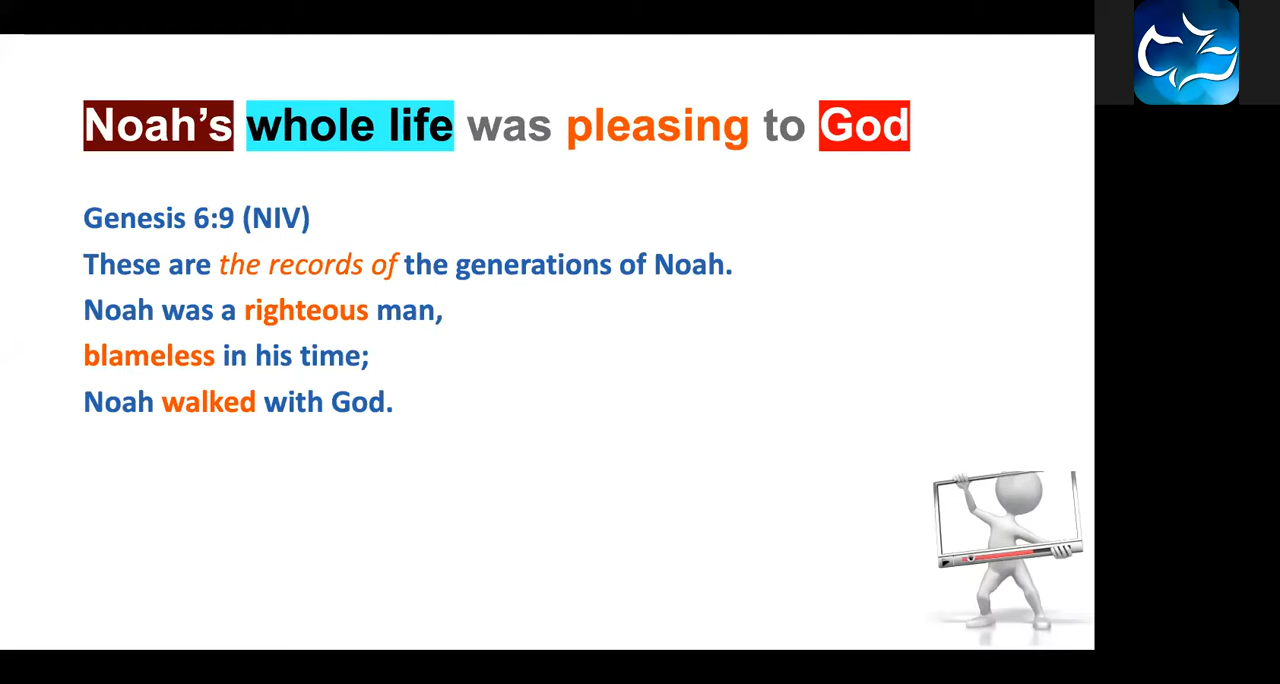 Noah's whole life was pleasing to God
Genesis 6:9 (NIV)
These are the records of the generations of Noah.
Noah was a righteous man,
blameless in his time;
Noah walked with God.